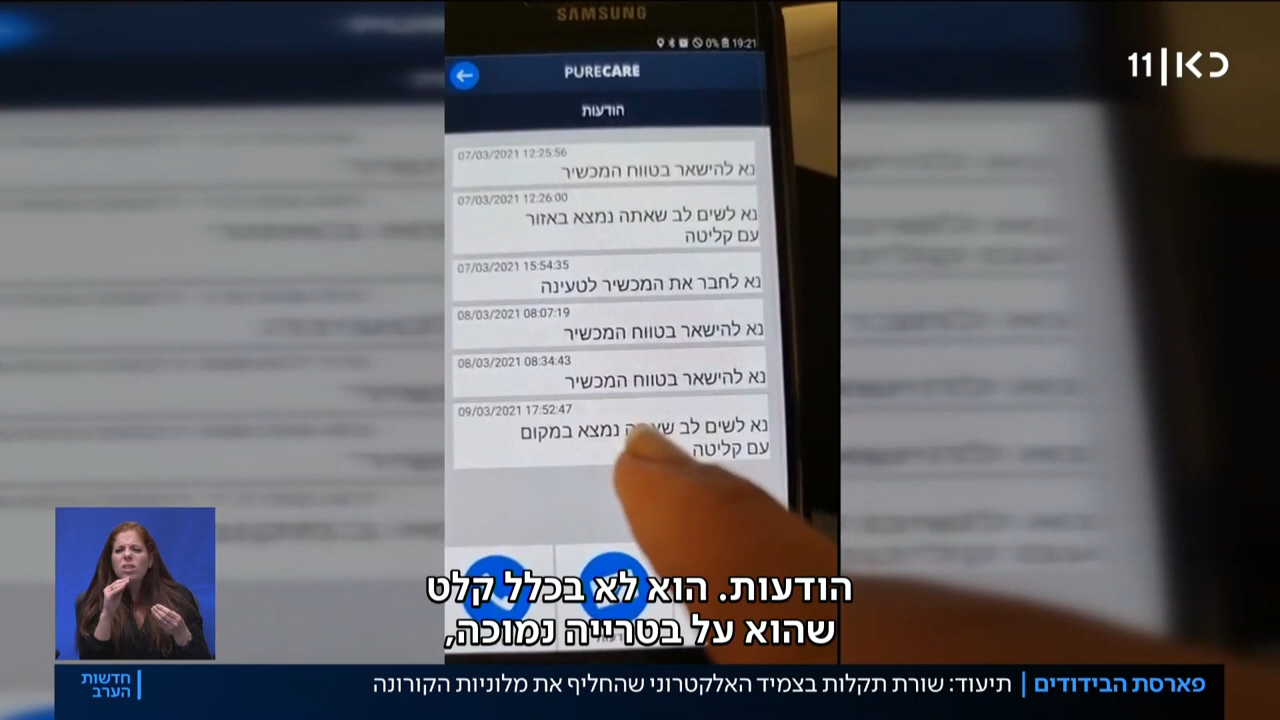 SAMSUNG
0% 19:21
PURECARE
הודעות
07/03/2021 12:25:56
נא להישאר בטווח המכשיר
07/03/2021 12:26:00
נא לשים לב שאתה נמצא באזור
עם קליטה
07/03/2021 15:54:35
נא לחבר את המכשיר לטעינה
08/03/2021 08:07:19
נא להישאר בטווח המכשיר
08/03/2021 08:34:43
נא להישאר בטווח המכשיר
09/03/2021 17:52:47
נא לשים לב נמצא במקום
עם קליטה
כאן 11
הודעות. הוא לא בכלל קלט
שהוא על בטרייה נמוכה,
פארסת הבידודים | תיעוד: שורת תקלות בצמיד האלקטרוני שהחליף את מלוניות הקורונה
חדשות
הערב